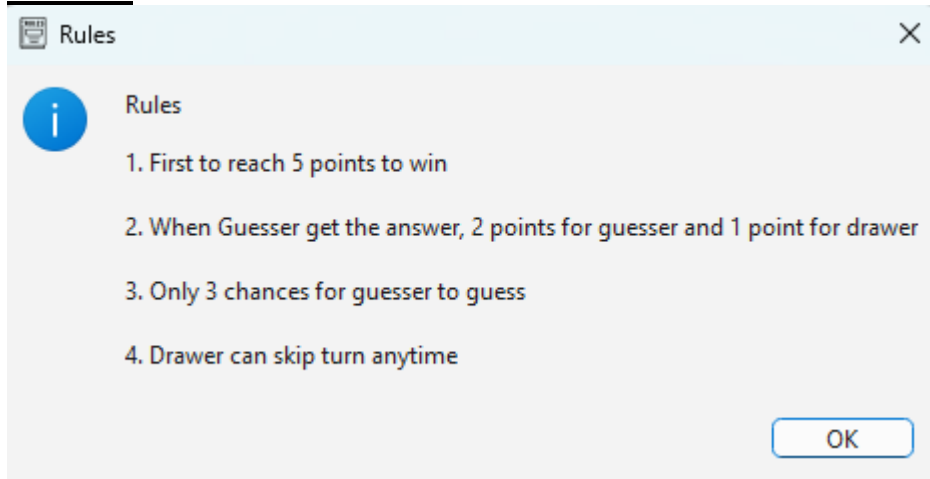 Rules
Rules
1. First to reach 5 points to win
2. When Guesser get the answer, 2 points for guesser and 1 point for drawer
3. Only 3 chances for guesser to guess
4. Drawer can skip turn anytime
OK